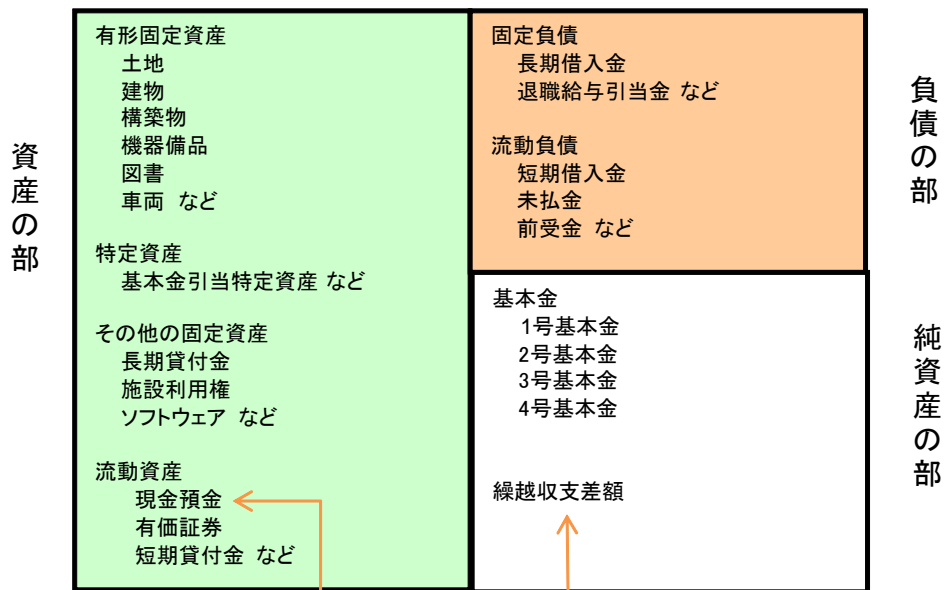 資産の部
有形固定資産
土地
建物
構築物
機器備品
図書
車両 など
特定資産
基本金引当特定資産 など
その他の固定資産
長期貸付金
施設利用権
ソフトウェア など
流動資産
現金預金
有価証券
短期貸付金 など
固定負債
長期借入金
退職給与引当金 など
流動負債
短期借入金
未払金
前受金 など
負債の部
基本金
1号基本金
2号基本金
3号基本金
4号基本金
繰越収支差額
純資産の部